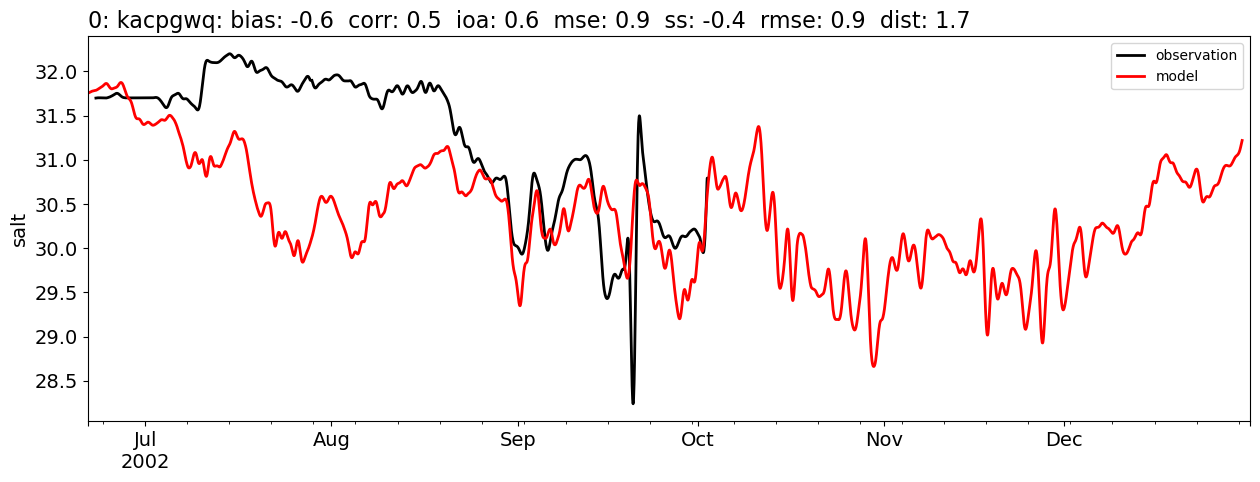 0: kacpgwq: bias: -0.6  corr: 0.5  ioa: 0.6  mse: 0.9  ss: -0.4  rmse: 0.9  dist: 1.7
observation
model
32.0
31.5
31.0
30.5
30.0
29.5
29.0
28.5
salt
Jul Aug Sep Oct Nov Dec
2002